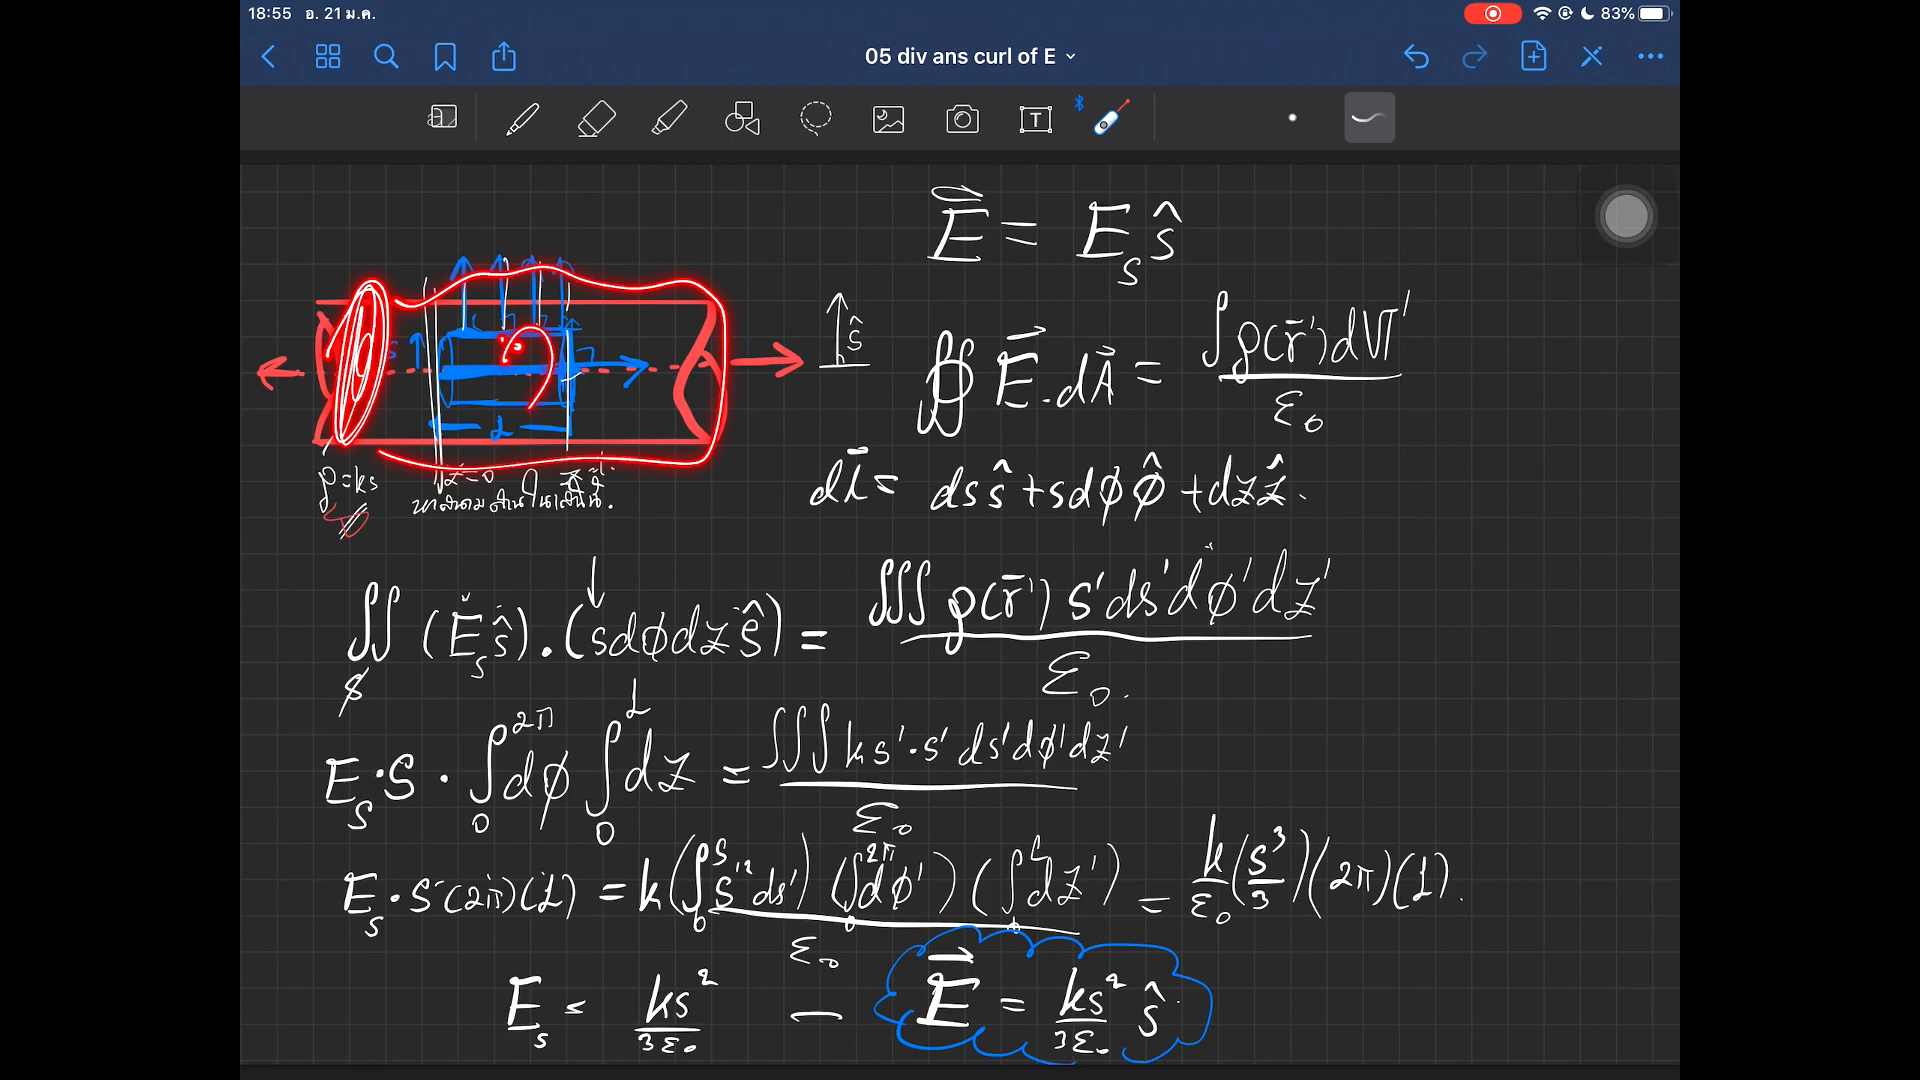 18:55 อ. 21 ม.ค.
83%
05 div ans curl of E
T
E⃗ = E_s ŝ
ŝ
∯ E⃗ · dA⃗ = ∫ρ(r⃗')dV' / ε₀
dl⃗ = ds ŝ + sdϕ ϕ̂ + dz ẑ
L
ρ = ks
z=0
∬_S (E_s ŝ) · (s dϕ dz ŝ) = ∭ ρ(r⃗') s' ds' dϕ' dz' / ε₀
E_s · s · ∫₀^2π dϕ ∫₀^L dz = ∭ k s' · s' ds' dϕ' dz' / ε₀
E_s · s (2π)(L) = k(∫₀^s s'² ds') (∫₀^2π dϕ') (∫₀^L dz') / ε₀ = k/ε₀ (s³/3)(2π)(L).
E_s = ks²/3ε₀ — E⃗ = ks²/3ε₀ ŝ